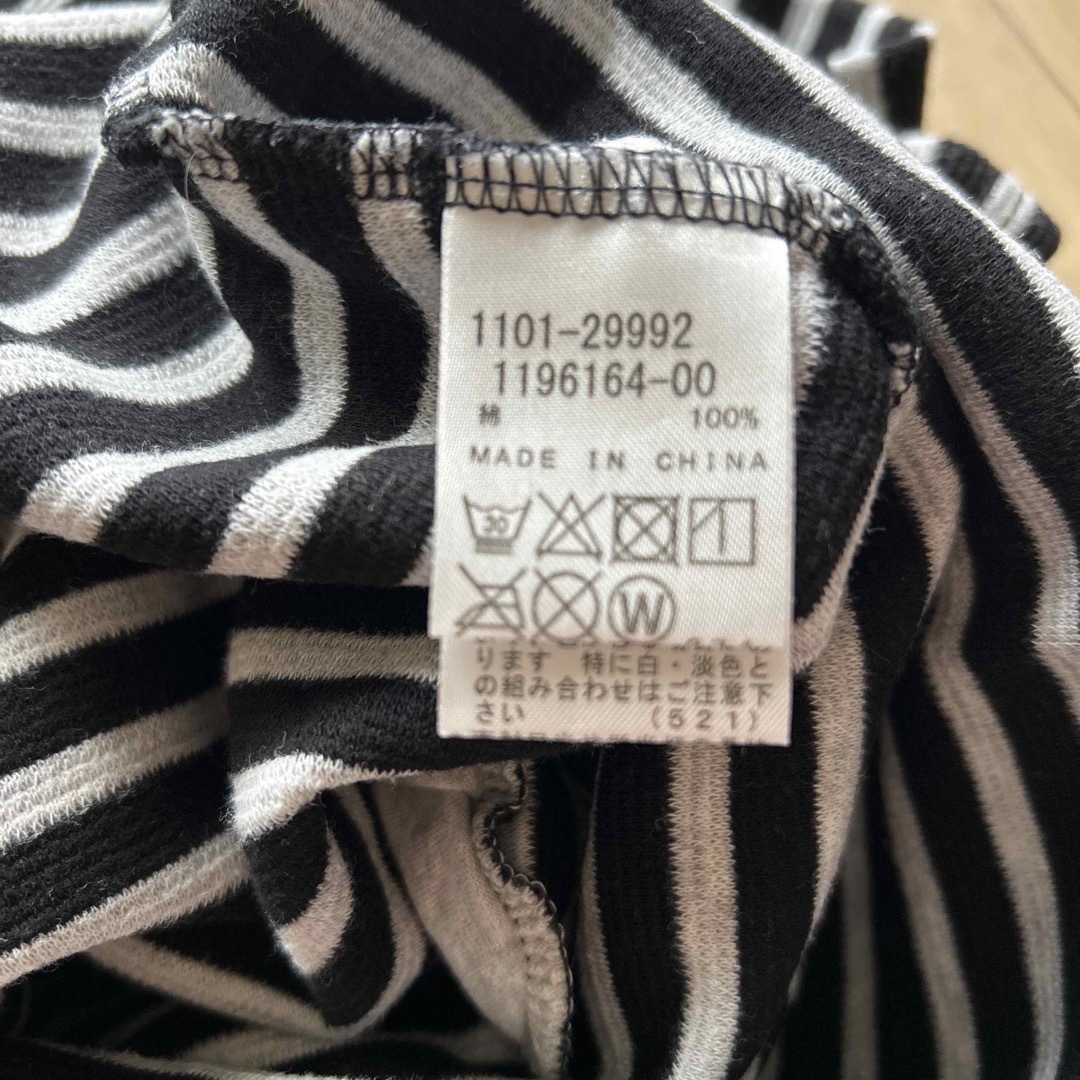 1101-29992
1196164-00
綿 100%
MADE IN CHINA
30
W
ります 特に白・淡色と
の組み合わせはご注意下
さい (521)